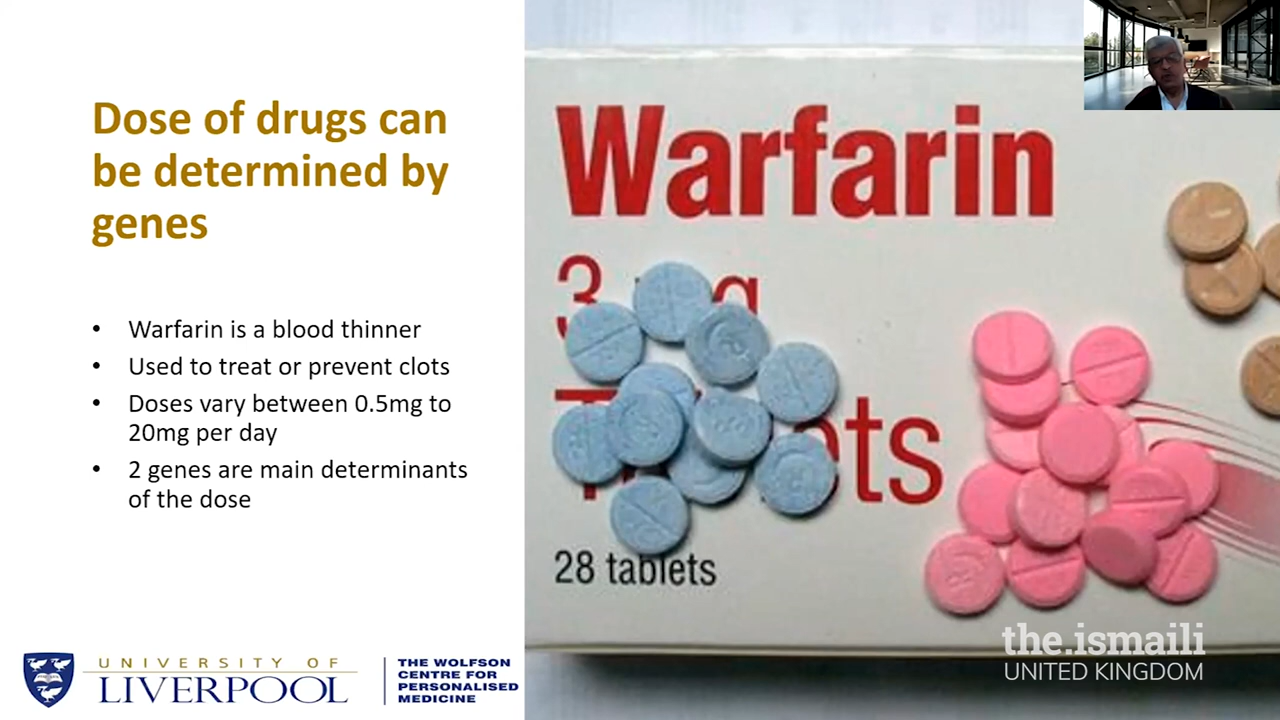 Dose of drugs can
be determined by
genes
• Warfarin is a blood thinner
• Used to treat or prevent clots
• Doses vary between 0.5mg to
20mg per day
• 2 genes are main determinants
of the dose
UNIVERSITY OF
LIVERPOOL
THE WOLFSON
CENTRE FOR
PERSONALISED
MEDICINE
Warfarin
3
28 tablets
the.ismaili
UNITED KINGDOM